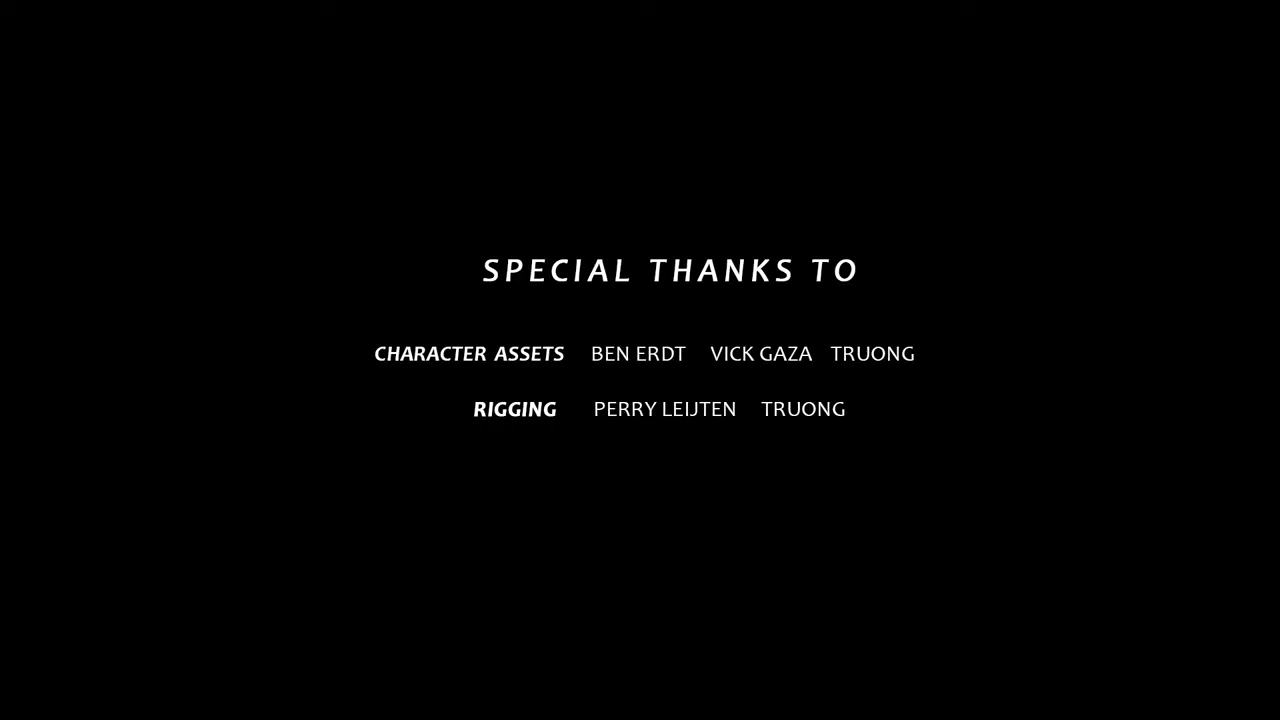 SPECIAL THANKS TO
CHARACTER ASSETS BEN ERDT VICK GAZA TRUONG
RIGGING PERRY LEIJTEN TRUONG